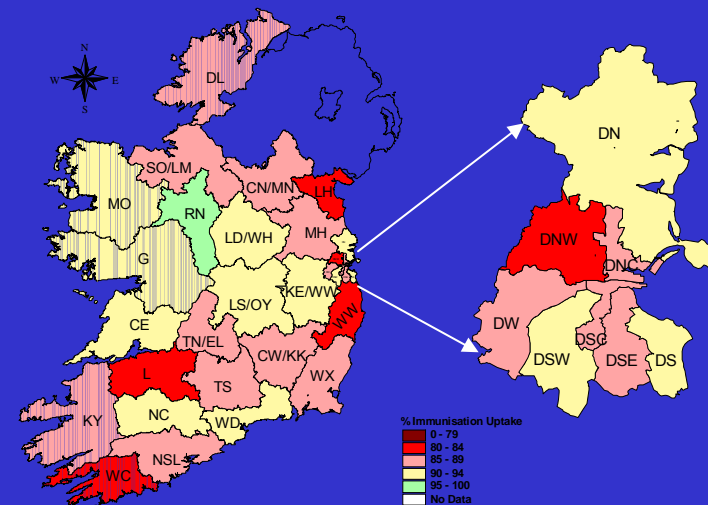 N
W E
S
DL
SO/LM
CN/MN
LH
MO
RN
LD/WH
MH
G
LS/OY
KE/WW
CE
TN/EL
WW
CW/KK
L
TS
WX
KY
NC
WD
NSL
WC
DN
DNW
DNC
DW
DSC
DSW
DSE
DS
% Immunisation Uptake
0 - 79
80 - 84
85 - 89
90 - 94
95 - 100
No Data